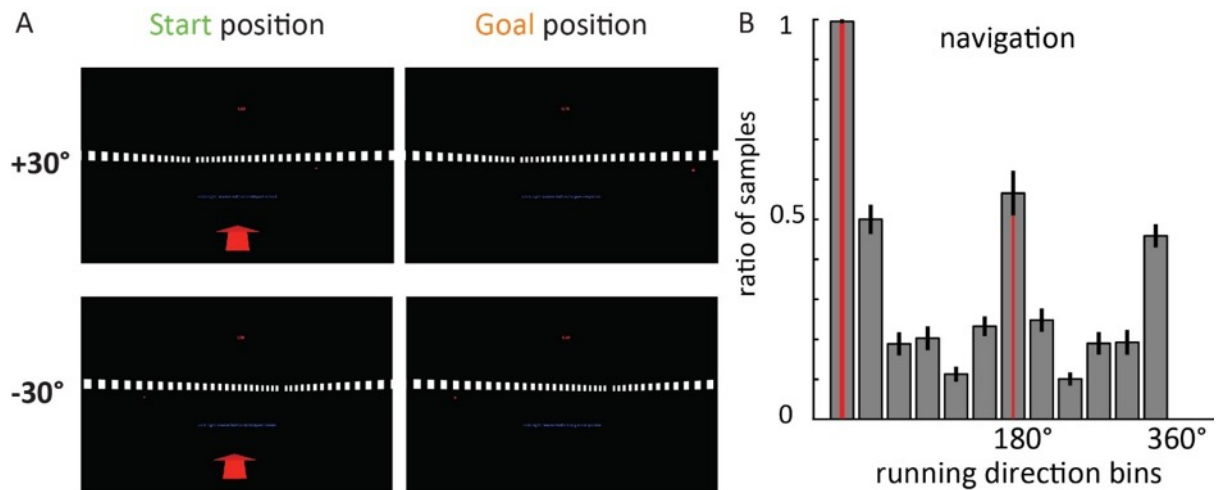 A
Start position
Goal position
+30°
-30°
B
navigation
1
0.5
0
ratio of samples
180°
360°
running direction bins